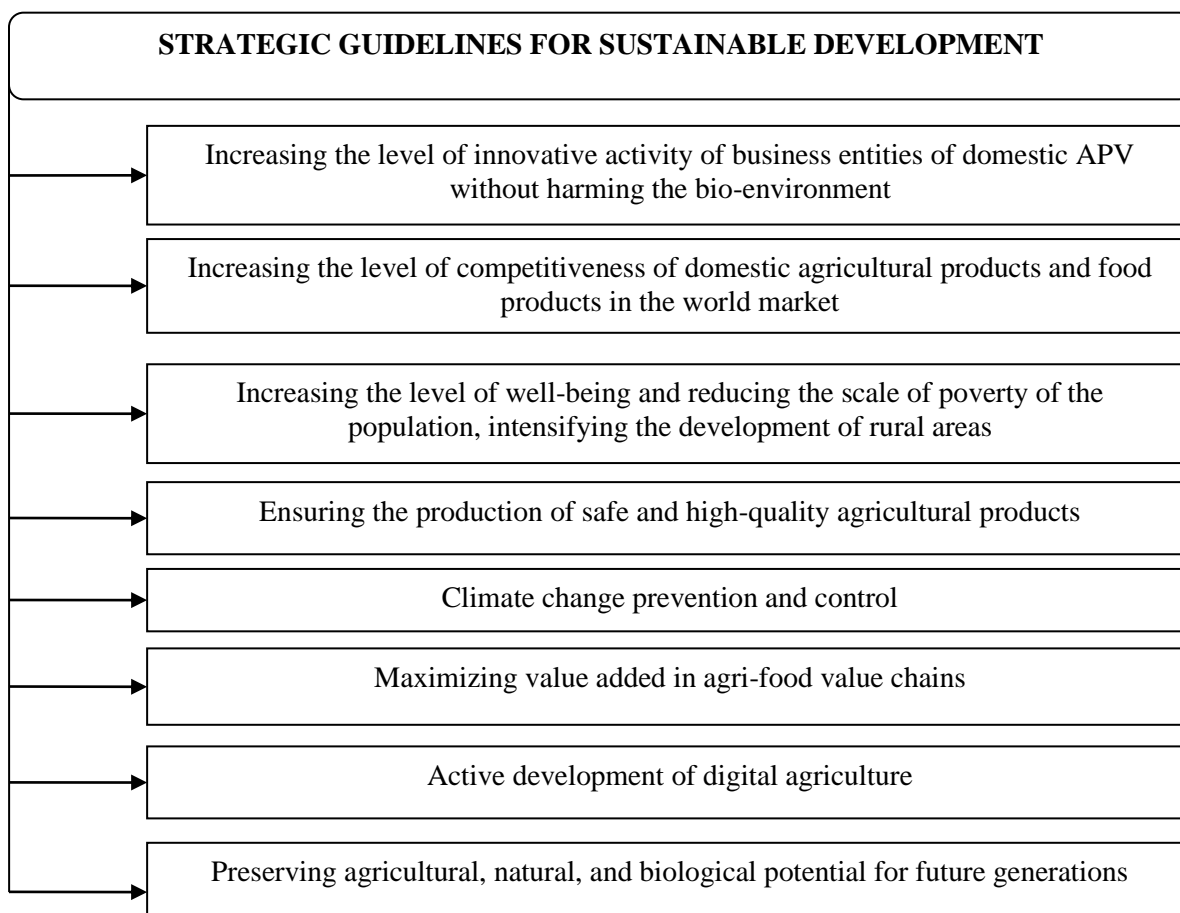 STRATEGIC GUIDELINES FOR SUSTAINABLE DEVELOPMENT
Increasing the level of innovative activity of business entities of domestic APV
without harming the bio-environment
Increasing the level of competitiveness of domestic agricultural products and food
products in the world market
Increasing the level of well-being and reducing the scale of poverty of the
population, intensifying the development of rural areas
Ensuring the production of safe and high-quality agricultural products
Climate change prevention and control
Maximizing value added in agri-food value chains
Active development of digital agriculture
Preserving agricultural, natural, and biological potential for future generations